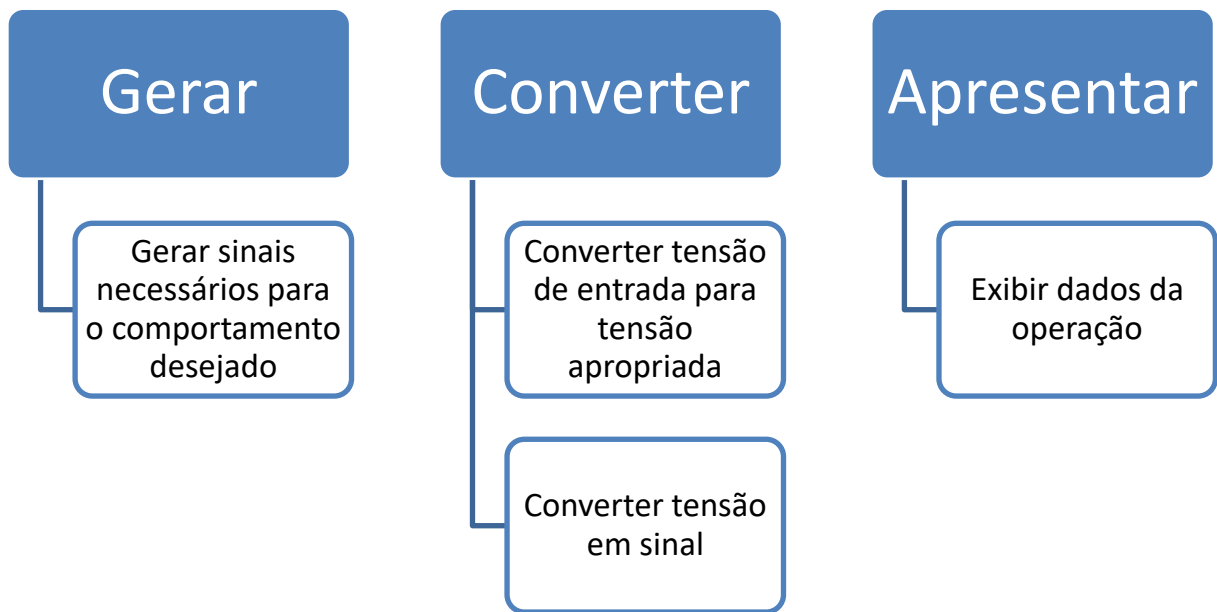 Gerar
Gerar sinais
necessários para
o comportamento
desejado
Converter
Converter tensão
de entrada para
tensão
apropriada
Converter tensão
em sinal
Apresentar
Exibir dados da
operação